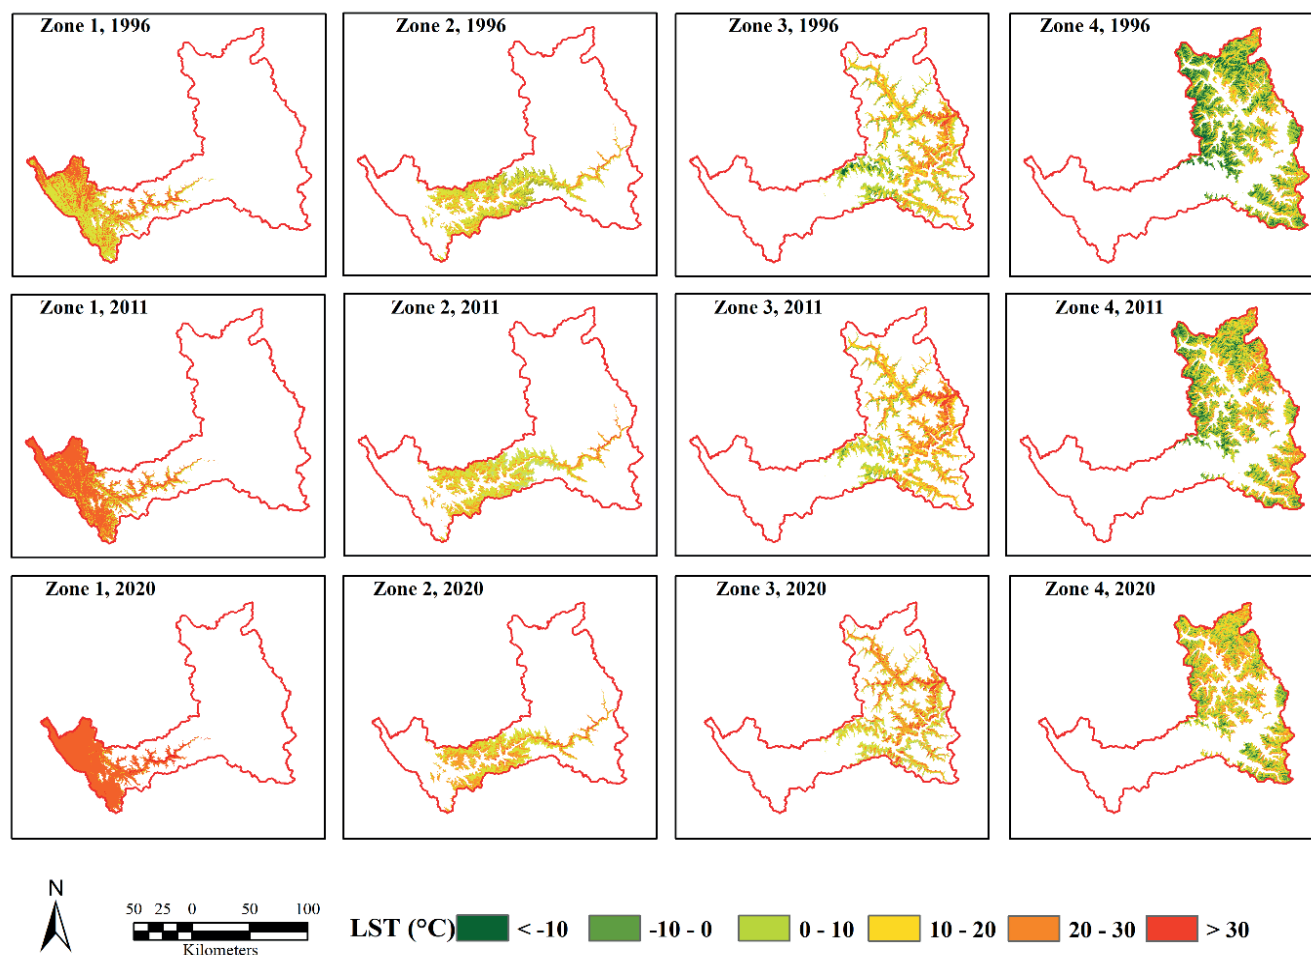 Zone 1, 1996
Zone 2, 1996
Zone 3, 1996
Zone 4, 1996
Zone 1, 2011
Zone 2, 2011
Zone 3, 2011
Zone 4, 2011
Zone 1, 2020
Zone 2, 2020
Zone 3, 2020
Zone 4, 2020
N
50 25 0 50 100
Kilometers
LST (°C) < -10 -10 - 0 0 - 10 10 - 20 20 - 30 > 30